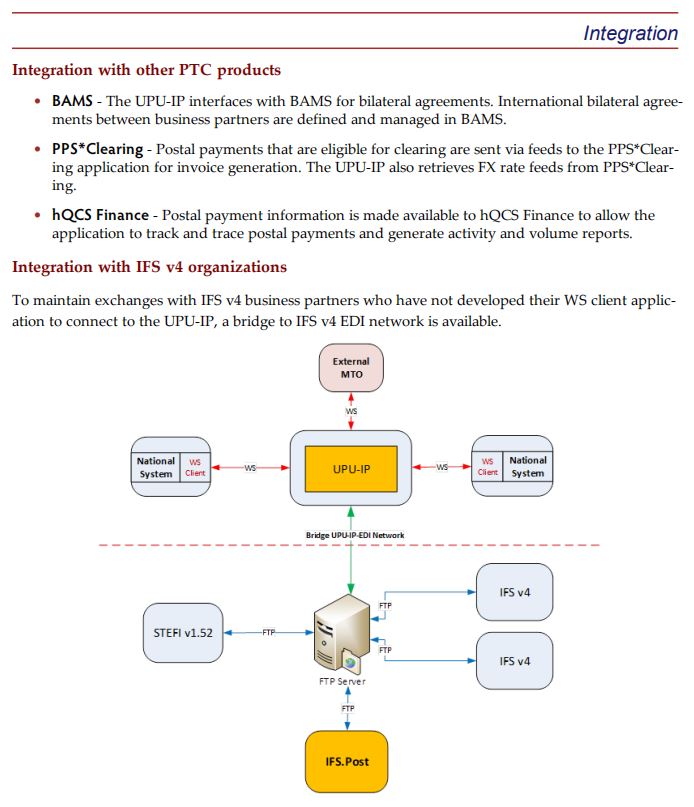 Integration
Integration with other PTC products
• BAMS - The UPU-IP interfaces with BAMS for bilateral agreements. International bilateral agree-
ments between business partners are defined and managed in BAMS.
• PPS*Clearing - Postal payments that are eligible for clearing are sent via feeds to the PPS*Clear-
ing application for invoice generation. The UPU-IP also retrieves FX rate feeds from PPS*Clear-
ing.
• hQCS Finance - Postal payment information is made available to hQCS Finance to allow the
application to track and trace postal payments and generate activity and volume reports.
Integration with IFS v4 organizations
To maintain exchanges with IFS v4 business partners who have not developed their WS client applic-
ation to connect to the UPU-IP, a bridge to IFS v4 EDI network is available.
External
MTO
WS
National
System
WS
Client
WS
UPU-IP
WS
WS
Client
National
System
Bridge UPU-IP-EDI Network
IFS v4
FTP
STEFI v1.52
FTP
FTP
IFS v4
FTP Server
FTP
IFS.Post